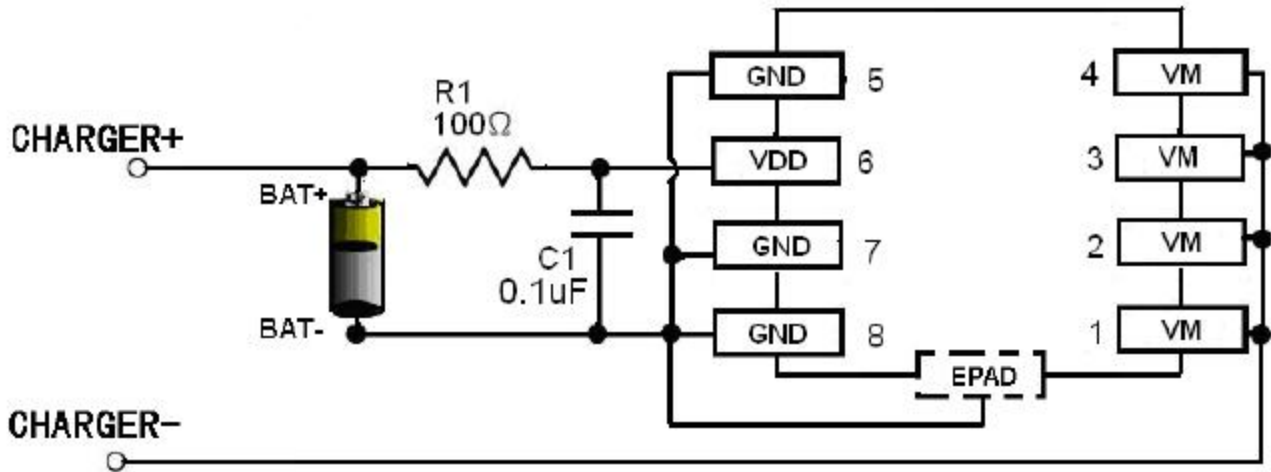 GND 5 4 VM
R1
100Ω
CHARGER+
VDD 6 3 VM
BAT+
GND 7 2 VM
C1
0.1uF
BAT-
GND 8 1 VM
EPAD
CHARGER-